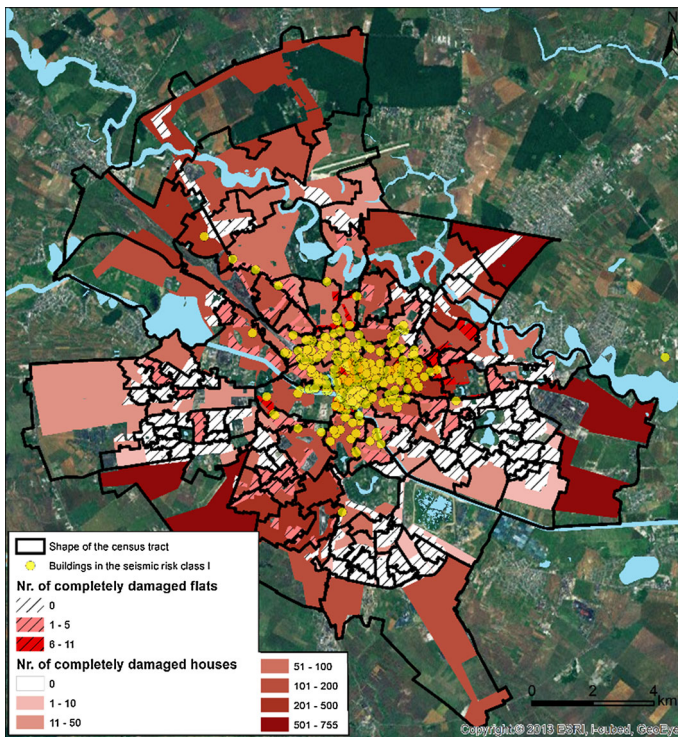 N
Shape of the census tract
Buildings in the seismic risk class I
Nr. of completely damaged flats
0
1 - 5
6 - 11
Nr. of completely damaged houses
0
1 - 10
11 - 50
51 - 100
101 - 200
201 - 500
501 - 755
0 2 4
km
Copyright:© 2013 ESRI, i-cubed, GeoEye